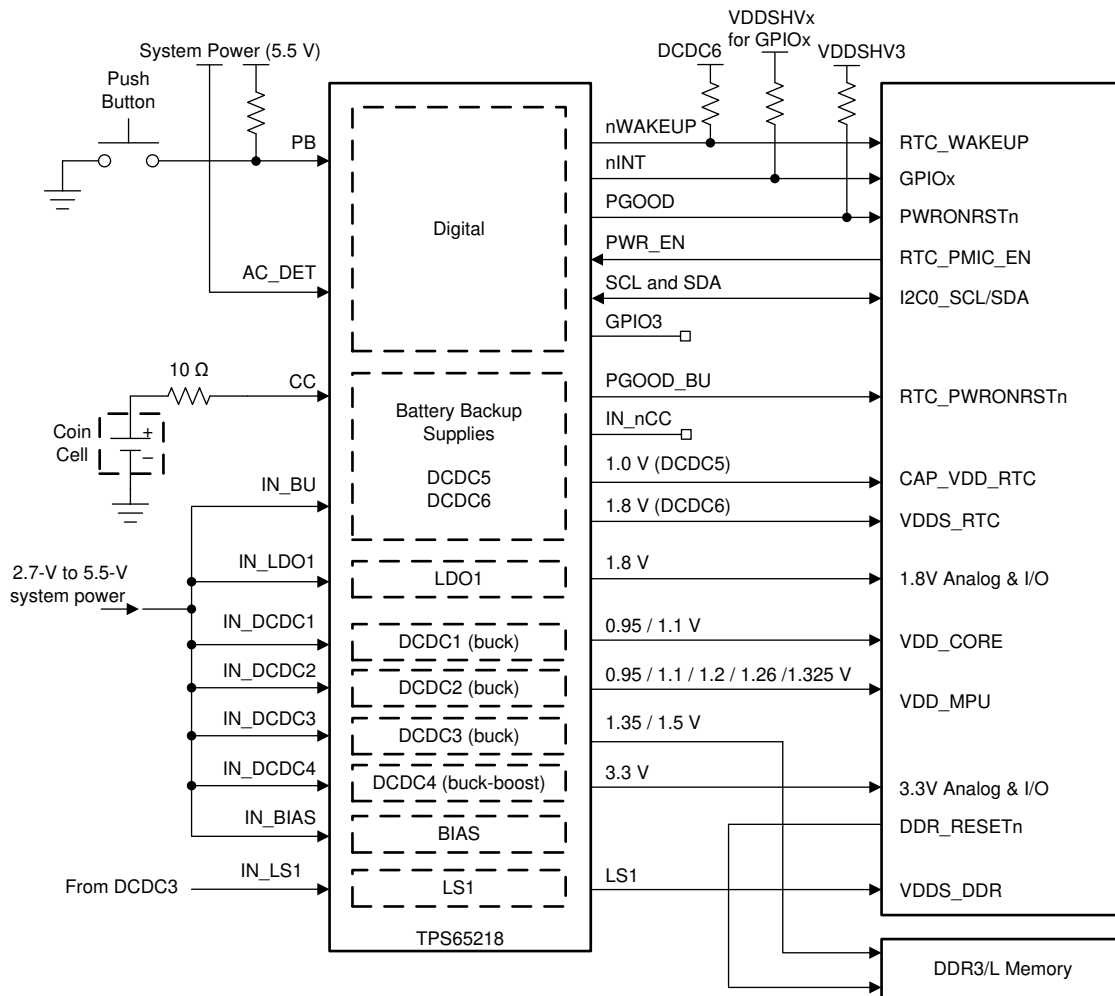 System Power (5.5 V)
Push
Button
PB
AC_DET
10 Ω
CC
Coin
Cell
+
–
IN_BU
2.7-V to 5.5-V
system power
IN_LDO1
IN_DCDC1
IN_DCDC2
IN_DCDC3
IN_DCDC4
IN_BIAS
From DCDC3
IN_LS1
Digital
Battery Backup
Supplies
DCDC5
DCDC6
LDO1
DCDC1 (buck)
DCDC2 (buck)
DCDC3 (buck)
DCDC4 (buck-boost)
BIAS
LS1
TPS65218
DCDC6
VDDSHVx
for GPIOx
VDDSHV3
nWAKEUP
nINT
PGOOD
PWR_EN
SCL and SDA
GPIO3
PGOOD_BU
IN_nCC
1.0 V (DCDC5)
1.8 V (DCDC6)
1.8 V
0.95 / 1.1 V
0.95 / 1.1 / 1.2 / 1.26 /1.325 V
1.35 / 1.5 V
3.3 V
LS1
RTC_WAKEUP
GPIOx
PWRONRSTn
RTC_PMIC_EN
I2C0_SCL/SDA
RTC_PWRONRSTn
CAP_VDD_RTC
VDDS_RTC
1.8V Analog & I/O
VDD_CORE
VDD_MPU
3.3V Analog & I/O
DDR_RESETn
VDDS_DDR
DDR3/L Memory